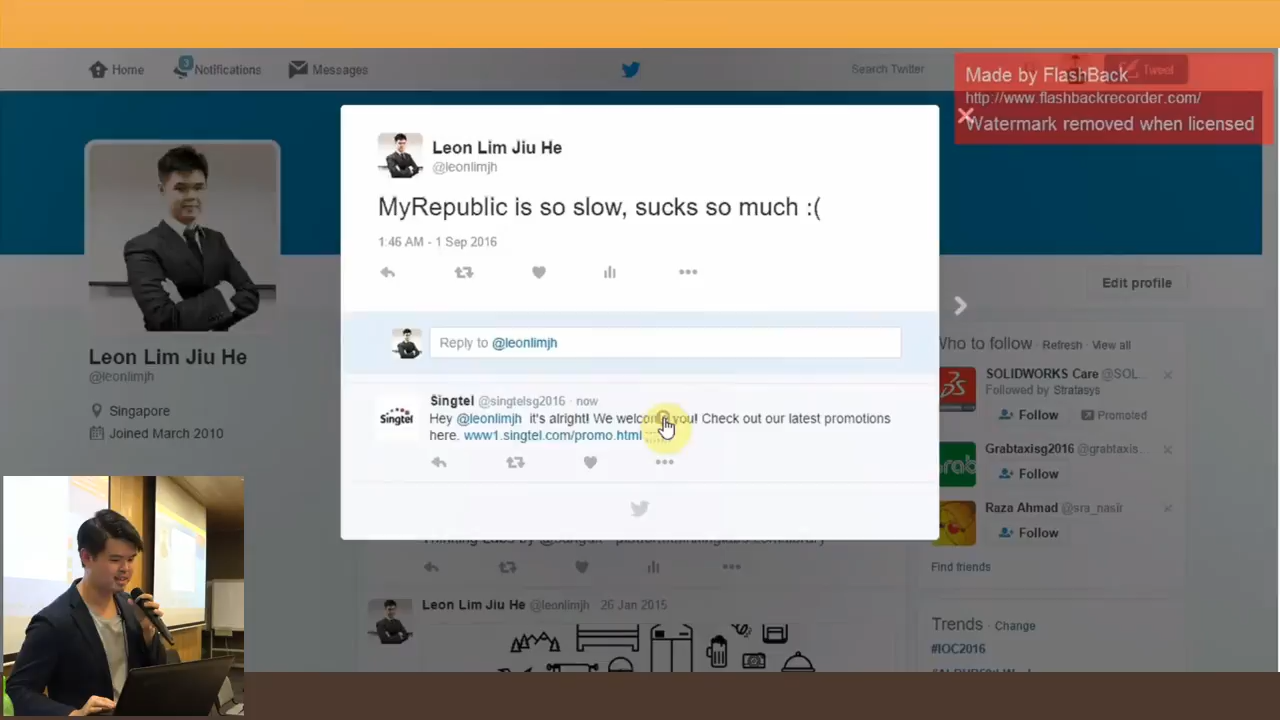 Home
3
Notifications
Messages
Search Twitter
Tweet
Made by FlashBack
http://www.flashbackrecorder.com/
Watermark removed when licensed
Leon Lim Jiu He
@leonlimjh
MyRepublic is so slow, sucks so much :(
1:46 AM - 1 Sep 2016
Edit profile
Reply to @leonlimjh
Leon Lim Jiu He
@leonlimjh
Singapore
Joined March 2010
Singtel @singtelsg2016 · now
Singtel
Hey @leonlimjh it's alright! We welcome you! Check out our latest promotions
here. www1.singtel.com/promo.html
Who to follow · Refresh · View all
SOLIDWORKS Care @SOL...
Followed by Stratasys
Follow
Promoted
Grabtaxisg2016 @grabtaxis...
Grab
Follow
Raza Ahmad @sra_nasir
Follow
Find friends
Leon Lim Jiu He @leonlimjh · 26 Jan 2015
Trends · Change
#IOC2016